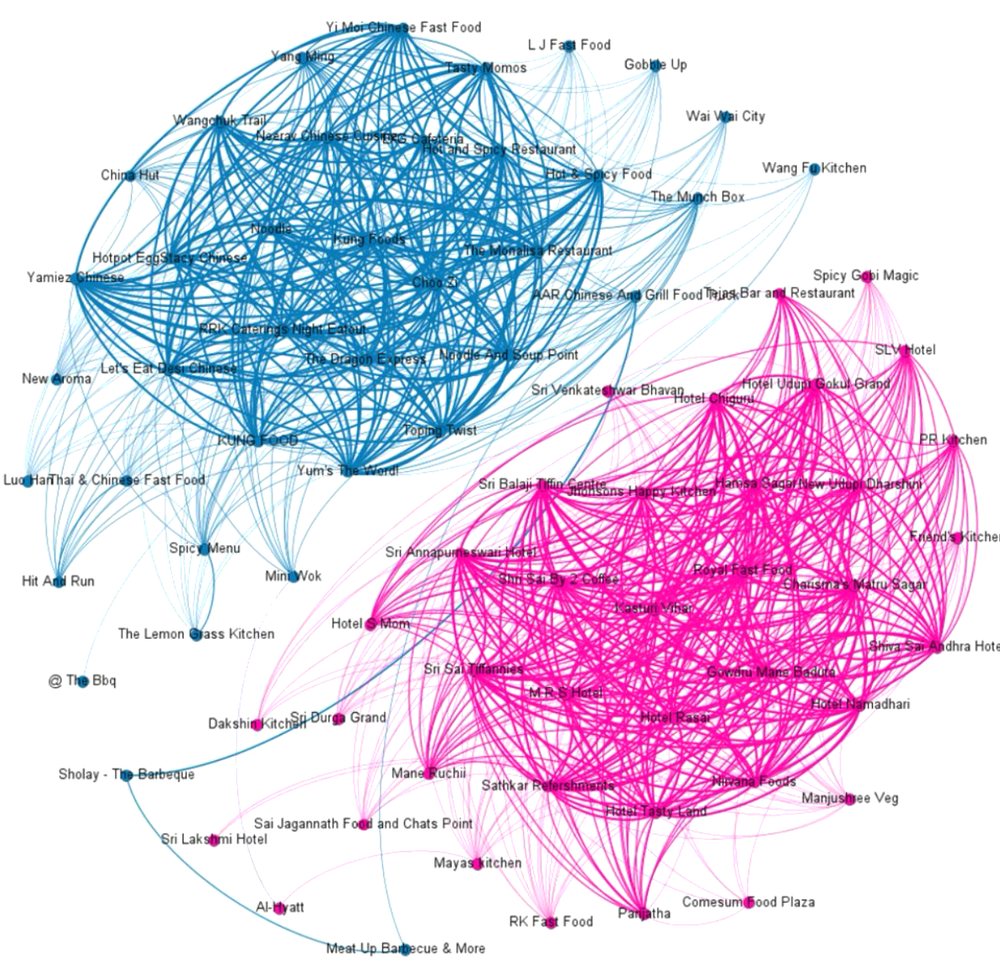 Yi Moi Chinese Fast Food
L J Fast Food
Yang Ming
Tasty Momos
Gobble Up
Wai Wai City
Wangchuk Trail
Neerav Chinese Cuisine
Cafeteria
Hot and Spicy Restaurant
Wang Fu Kitchen
China Hut
Hot & Spicy Food
The Munch Box
Noodle
Kung Foods
The Monalisa Restaurant
Hotpot Egg
Stacy Chinese
Yamiez Chinese
Choo Zi
Spicy Gobi Magic
AAR Chinese And Grill Food Truck
Tejas Bar and Restaurant
RRK Caterings Night Eatout
SLV Hotel
The Dragon Express
Noodle And Soup Point
Let's Eat Desi Chinese
New Aroma
Sri Venkateshwar Bhavan
Hotel Udupi Gokul Grand
Hotel Chiguru
KUNG FOOD
Toping Twist
PR Kitchen
Yum's The Word!
Luo Han
Thai & Chinese Fast Food
Sri Balaji Tiffin Centre
Jhonsons Happy Kitchen
Hamsa Sagar
New Udupi Dharshini
Friend's Kitchen
Spicy Menu
Sri Annapurneswari Hotel
Hit And Run
Mini Wok
Shri Sai By 2 Coffee
Royal Fast Food
Charisma's Matru Sagar
Kasturi Vihar
Hotel S Mom
The Lemon Grass Kitchen
Shiva Sai Andhra Hote
Sri Sai Tiffannies
Gowdru Mane Baduta
@ The Bbq
M R S Hotel
Hotel Namadhari
Dakshin Kitchen
Sri Durga Grand
Hotel Rasar
Sholay - The Barbeque
Mane Ruchii
Sathkar Refershments
Nirvana Foods
Manjushree Veg
Hotel Tasty Land
Sai Jagannath Food and Chats Point
Sri Lakshmi Hotel
Mayas kitchen
Al-Hyatt
RK Fast Food
Parijatha
Comesum Food Plaza
Meat Up Barbecue & More